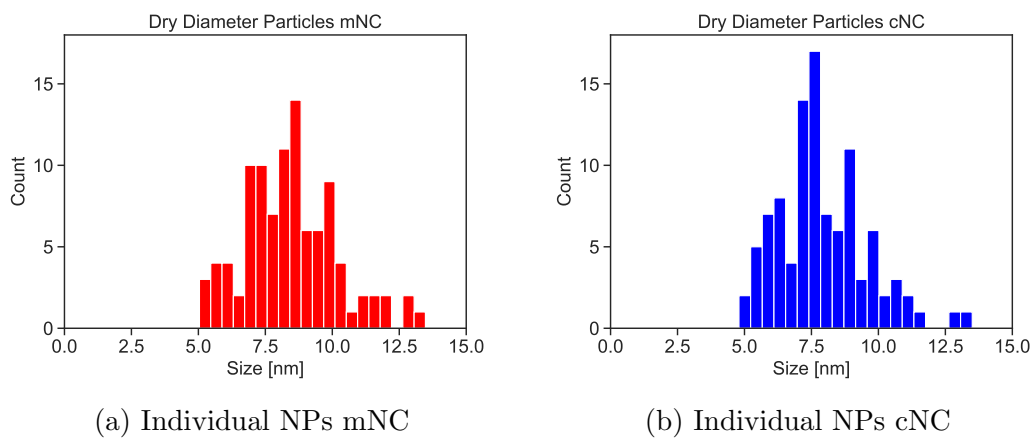 Dry Diameter Particles mNC
15
10
5
0
Count
0.0 2.5 5.0 7.5 10.0 12.5 15.0
Size [nm]
(a) Individual NPs mNC
Dry Diameter Particles cNC
15
10
5
0
Count
0.0 2.5 5.0 7.5 10.0 12.5 15.0
Size [nm]
(b) Individual NPs cNC